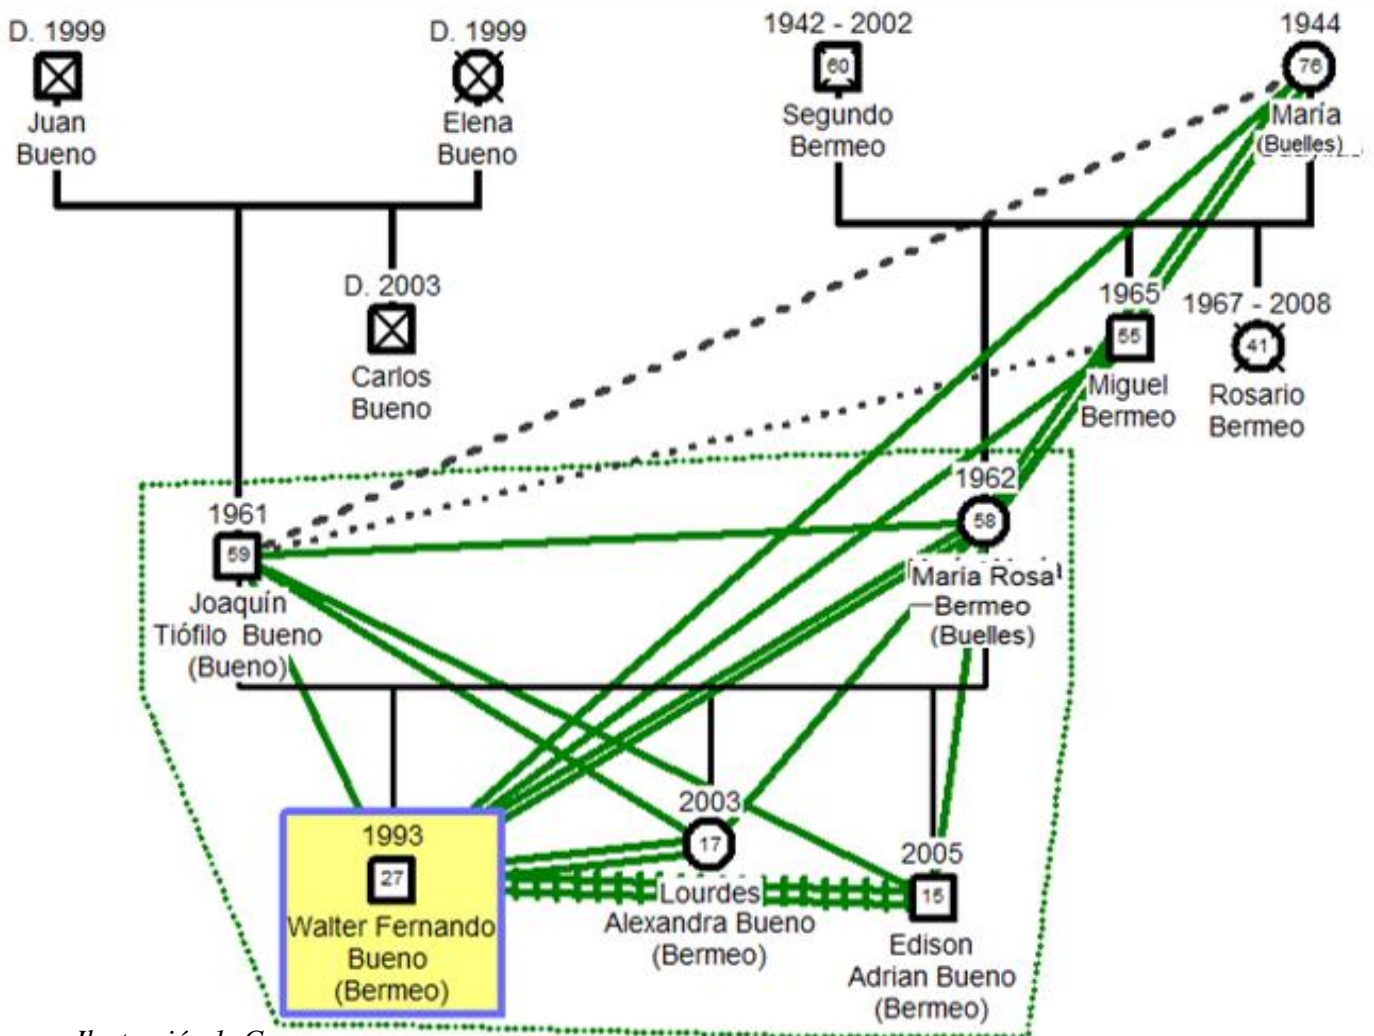 D. 1999
Juan
Bueno
D. 1999
Elena
Bueno
1942 - 2002
60
Segundo
Bermeo
1944
76
María
(Buelles)
D. 2003
Carlos
Bueno
1965
55
Miguel
Bermeo
1967 - 2008
41
Rosario
Bermeo
1961
59
Joaquín
Tiófilo Bueno
(Bueno)
1962
58
María Rosa
Bermeo
(Buelles)
1993
27
Walter Fernando
Bueno
(Bermeo)
2003
17
Lourdes
Alexandra Bueno
(Bermeo)
2005
15
Edison
Adrian Bueno
(Bermeo)